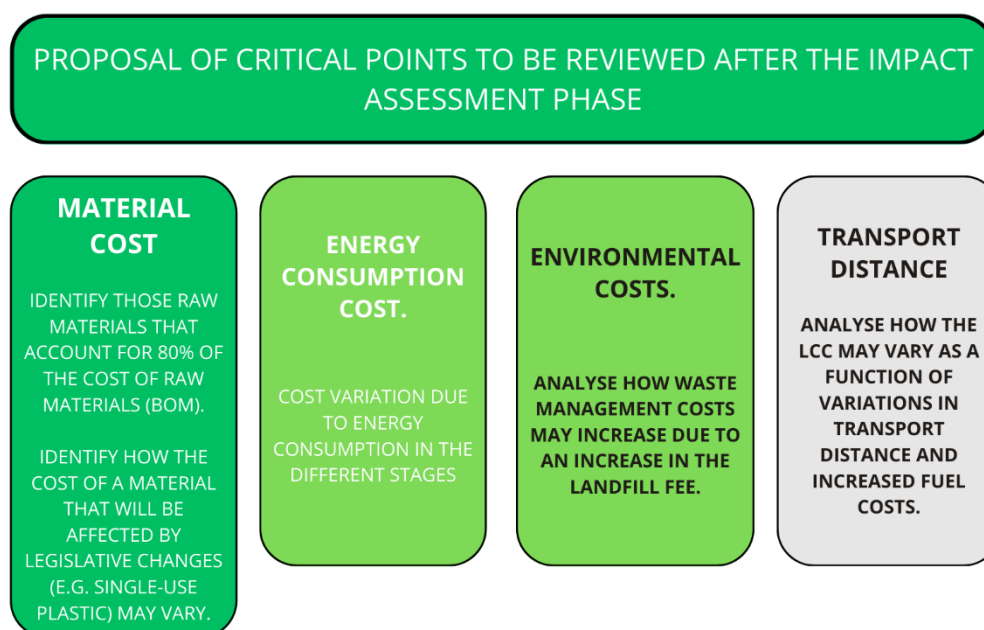 PROPOSAL OF CRITICAL POINTS TO BE REVIEWED AFTER THE IMPACT
ASSESSMENT PHASE
MATERIAL
COST
IDENTIFY THOSE RAW
MATERIALS THAT
ACCOUNT FOR 80% OF
THE COST OF RAW
MATERIALS (BOM).
IDENTIFY HOW THE
COST OF A MATERIAL
THAT WILL BE
AFFECTED BY
LEGISLATIVE CHANGES
(E.G. SINGLE-USE
PLASTIC) MAY VARY.
ENERGY
CONSUMPTION
COST.
COST VARIATION DUE
TO ENERGY
CONSUMPTION IN THE
DIFFERENT STAGES
ENVIRONMENTAL
COSTS.
ANALYSE HOW WASTE
MANAGEMENT COSTS
MAY INCREASE DUE TO
AN INCREASE IN THE
LANDFILL FEE.
TRANSPORT
DISTANCE
ANALYSE HOW THE
LCC MAY VARY AS A
FUNCTION OF
VARIATIONS IN
TRANSPORT
DISTANCE AND
INCREASED FUEL
COSTS.